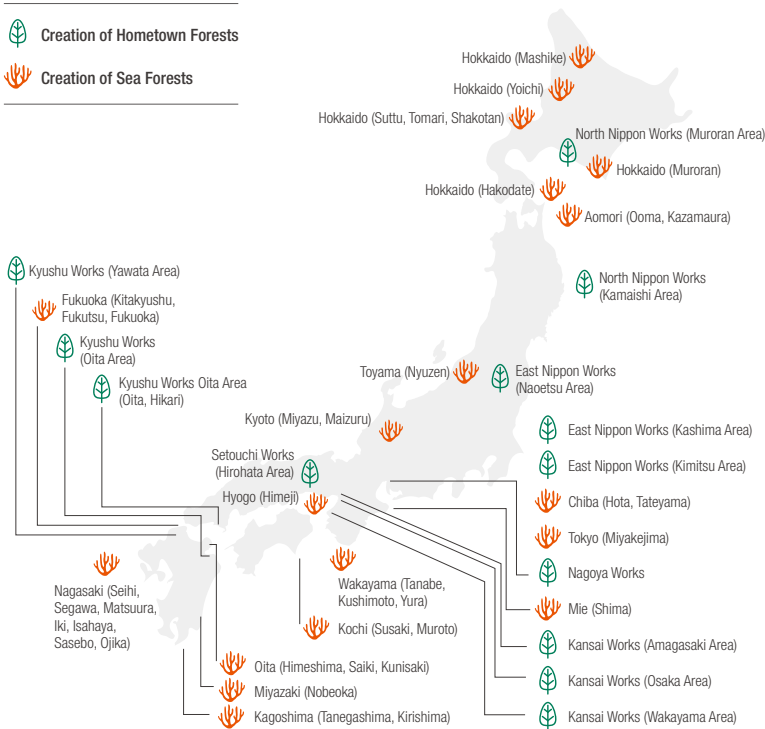 Creation of Hometown Forests
Creation of Sea Forests
Hokkaido (Mashike)
Hokkaido (Yoichi)
Hokkaido (Suttu, Tomari, Shakotan)
North Nippon Works (Muroran Area)
Hokkaido (Muroran)
Hokkaido (Hakodate)
Aomori (Ooma, Kazamaura)
North Nippon Works
(Kamaishi Area)
Kyushu Works (Yawata Area)
Fukuoka (Kitakyushu,
Fukutsu, Fukuoka)
Kyushu Works
(Oita Area)
Kyushu Works Oita Area
(Oita, Hikari)
Toyama (Nyuzen)
East Nippon Works
(Naoetsu Area)
Kyoto (Miyazu, Maizuru)
Setouchi Works
(Hirohata Area)
Hyogo (Himeji)
East Nippon Works (Kashima Area)
East Nippon Works (Kimitsu Area)
Chiba (Hota, Tateyama)
Tokyo (Miyakejima)
Nagoya Works
Mie (Shima)
Kansai Works (Amagasaki Area)
Kansai Works (Osaka Area)
Kansai Works (Wakayama Area)
Nagasaki (Seihi,
Segawa, Matsuura,
Iki, Isahaya,
Sasebo, Ojika)
Wakayama (Tanabe,
Kushimoto, Yura)
Kochi (Susaki, Muroto)
Oita (Himeshima, Saiki, Kunisaki)
Miyazaki (Nobeoka)
Kagoshima (Tanegashima, Kirishima)